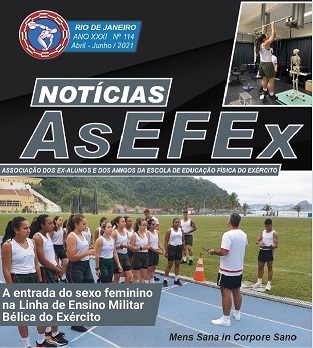 RIO DE JANEIRO
ANO XXXI Nº 114
Abril - Junho / 2021
NOTÍCIAS
AsEFEx
ASSOCIAÇÃO DOS EX-ALUNOS E DOS AMIGOS DA ESCOLA DE EDUCAÇÃO FÍSICA DO EXÉRCITO
A entrada do sexo feminino
na Linha de Ensino Militar
Bélica do Exército
Mens Sana in Corpore Sano